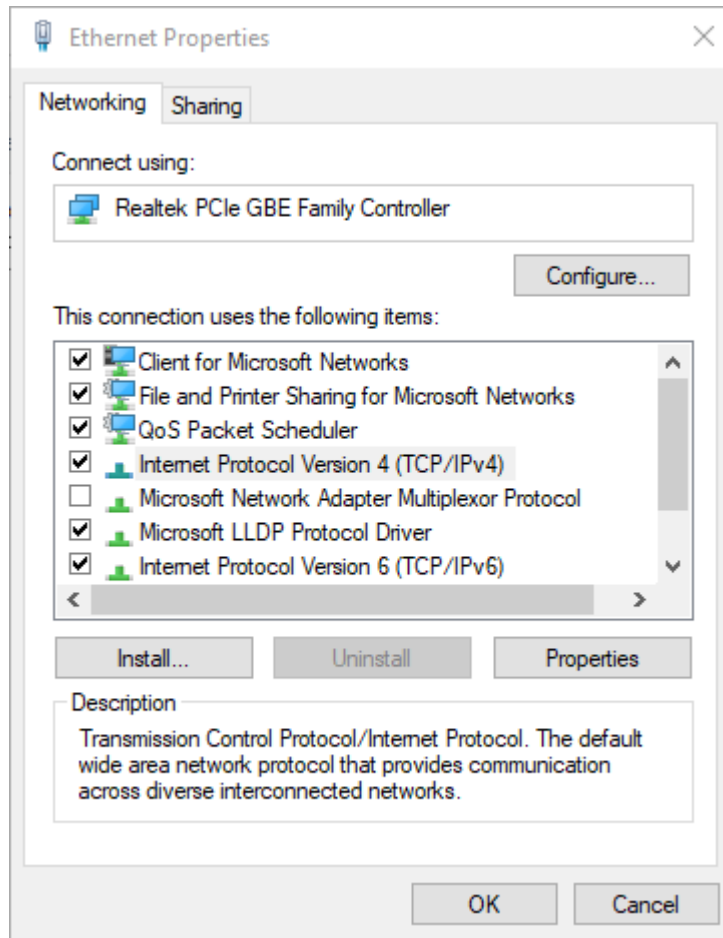 Ethernet Properties
Networking Sharing
Connect using:
Realtek PCIe GBE Family Controller
Configure...
This connection uses the following items:
Client for Microsoft Networks
File and Printer Sharing for Microsoft Networks
QoS Packet Scheduler
Internet Protocol Version 4 (TCP/IPv4)
Microsoft Network Adapter Multiplexor Protocol
Microsoft LLDP Protocol Driver
Internet Protocol Version 6 (TCP/IPv6)
Install... Uninstall Properties
Description
Transmission Control Protocol/Internet Protocol. The default
wide area network protocol that provides communication
across diverse interconnected networks.
OK Cancel